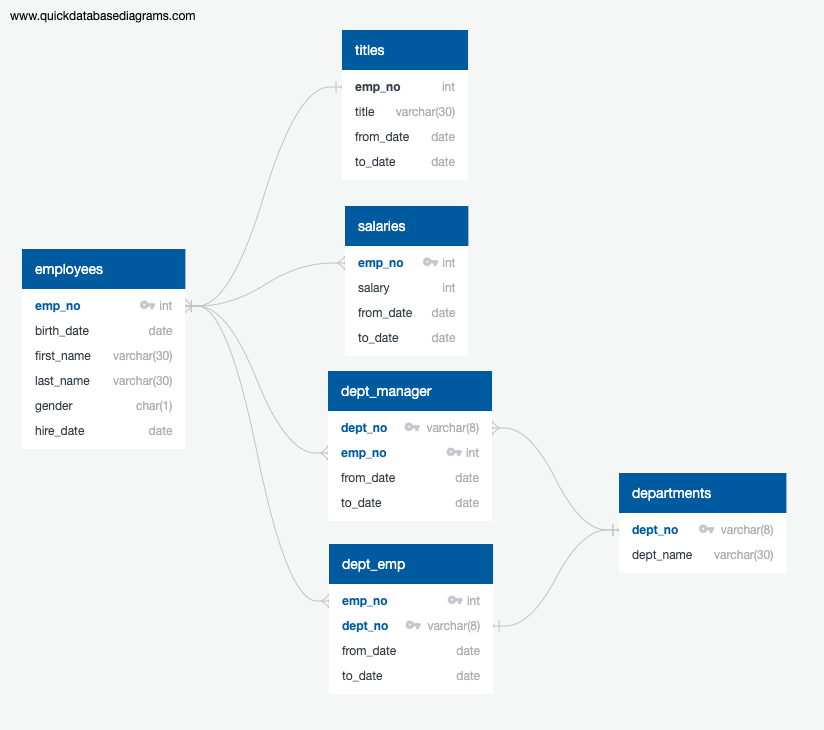 www.quickdatabasediagrams.com
titles
emp_no int
title varchar(30)
from_date date
to_date date
salaries
emp_no int
salary int
from_date date
to_date date
employees
emp_no int
birth_date date
first_name varchar(30)
last_name varchar(30)
gender char(1)
hire_date date
dept_manager
dept_no varchar(8)
emp_no int
from_date date
to_date date
departments
dept_no varchar(8)
dept_name varchar(30)
dept_emp
emp_no int
dept_no varchar(8)
from_date date
to_date date